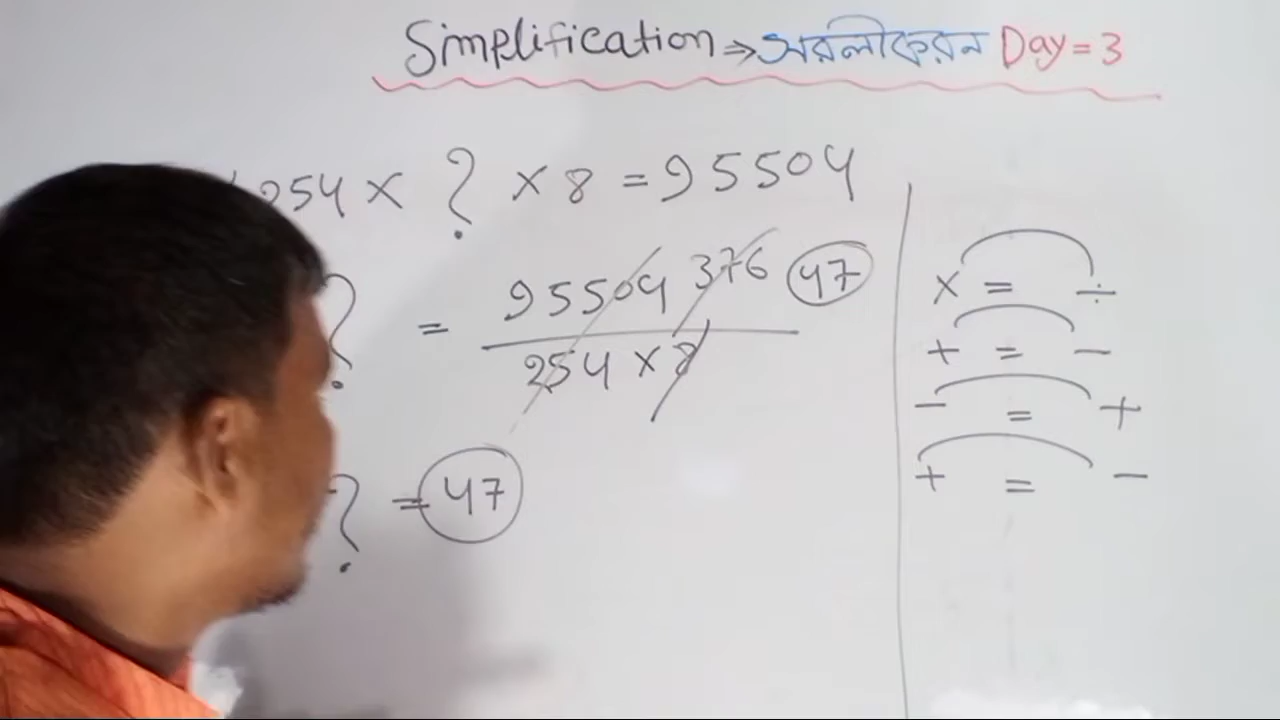 Simplification ⇒ সরলীকরন Day = 3
254 × ? × 8 = 95504
? = 95504 376 47
254 × 8
? = 47
× = ÷
+ = −
− = +
+ = −